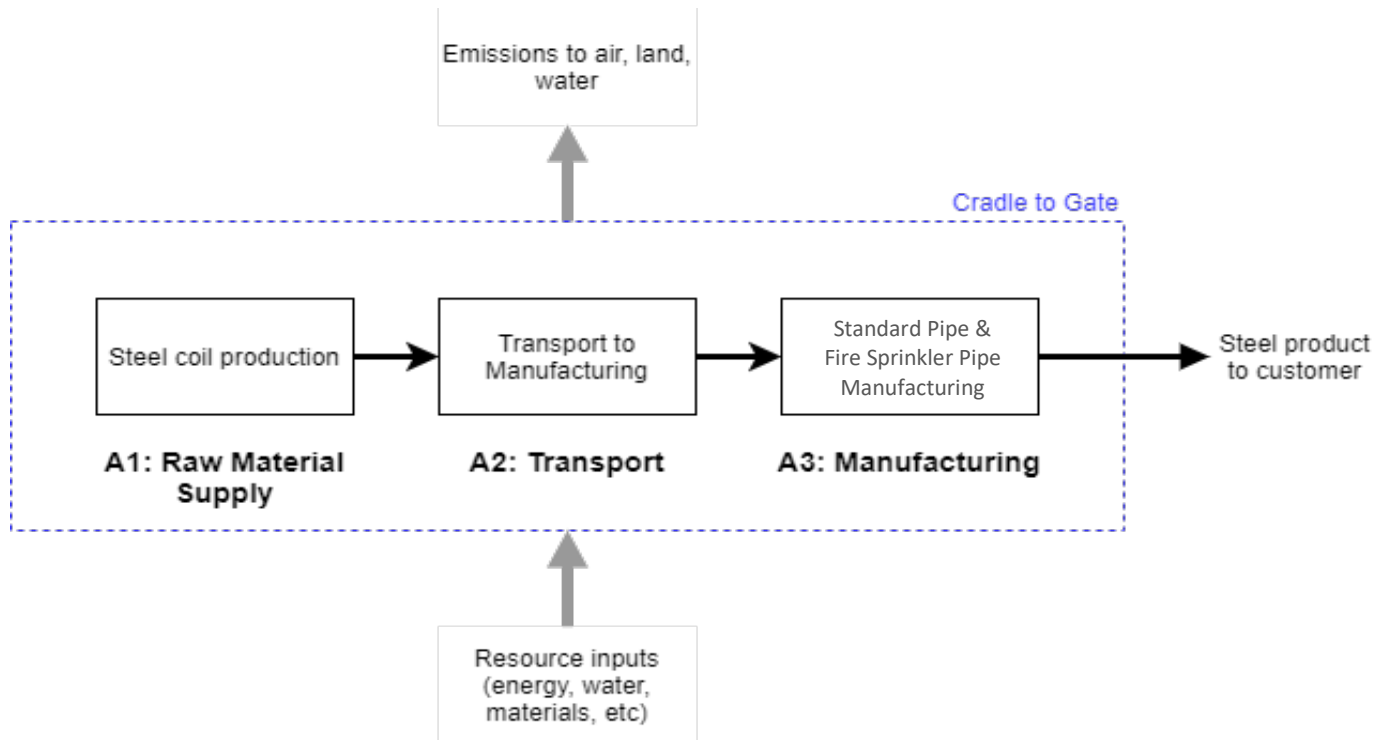 Emissions to air, land,
water
Cradle to Gate
Steel coil production
Transport to
Manufacturing
Standard Pipe &
Fire Sprinkler Pipe
Manufacturing
Steel product
to customer
A1: Raw Material
Supply
A2: Transport
A3: Manufacturing
Resource inputs
(energy, water,
materials, etc)